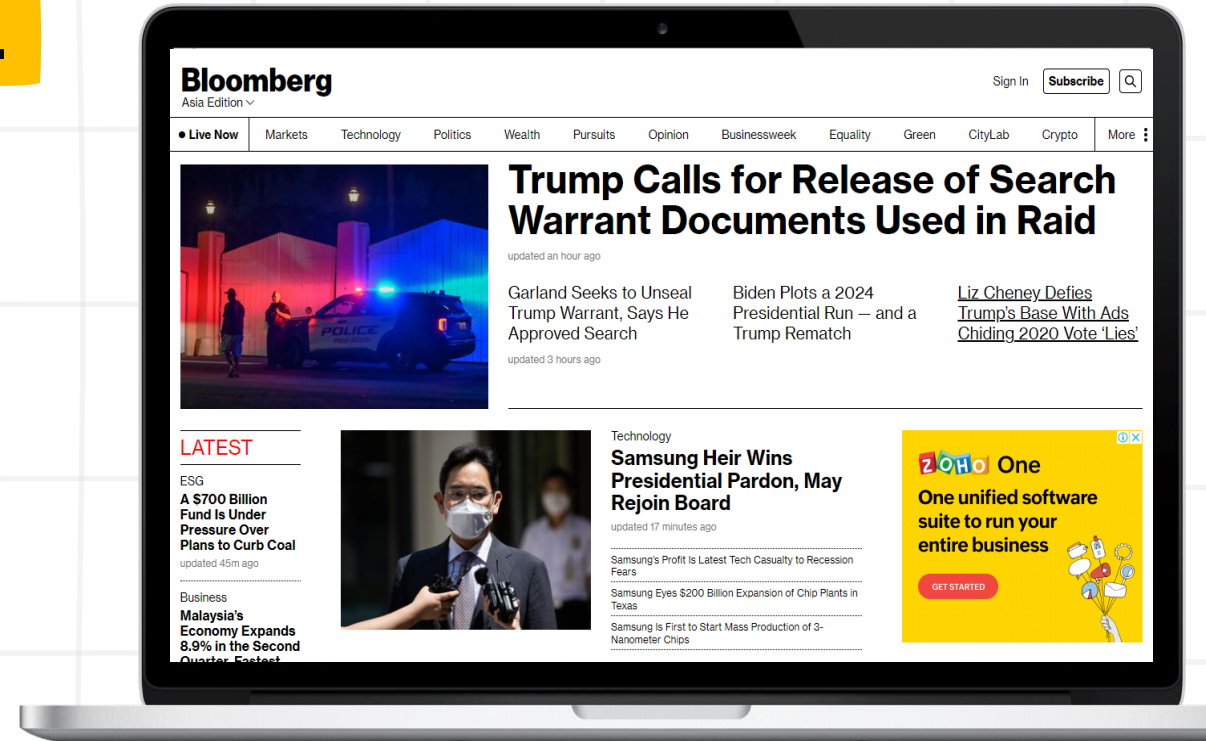 Bloomberg
Asia Edition
Sign In
Subscribe
Live Now
Markets
Technology
Politics
Wealth
Pursuits
Opinion
Businessweek
Equality
Green
CityLab
Crypto
More
Trump Calls for Release of Search
Warrant Documents Used in Raid
updated an hour ago
Garland Seeks to Unseal
Trump Warrant, Says He
Approved Search
updated 3 hours ago
Biden Plots a 2024
Presidential Run — and a
Trump Rematch
Liz Cheney Defies
Trump's Base With Ads
Chiding 2020 Vote 'Lies'
POLICE
PALM BEACH
LATEST
ESG
A $700 Billion
Fund Is Under
Pressure Over
Plans to Curb Coal
updated 45m ago
Business
Malaysia's
Economy Expands
8.9% in the Second
Quarter, Fastest
Technology
Samsung Heir Wins
Presidential Pardon, May
Rejoin Board
updated 17 minutes ago
Samsung's Profit Is Latest Tech Casualty to Recession
Fears
Samsung Eyes $200 Billion Expansion of Chip Plants in
Texas
Samsung Is First to Start Mass Production of 3-
Nanometer Chips
ZOHO One
One unified software
suite to run your
entire business
GET STARTED